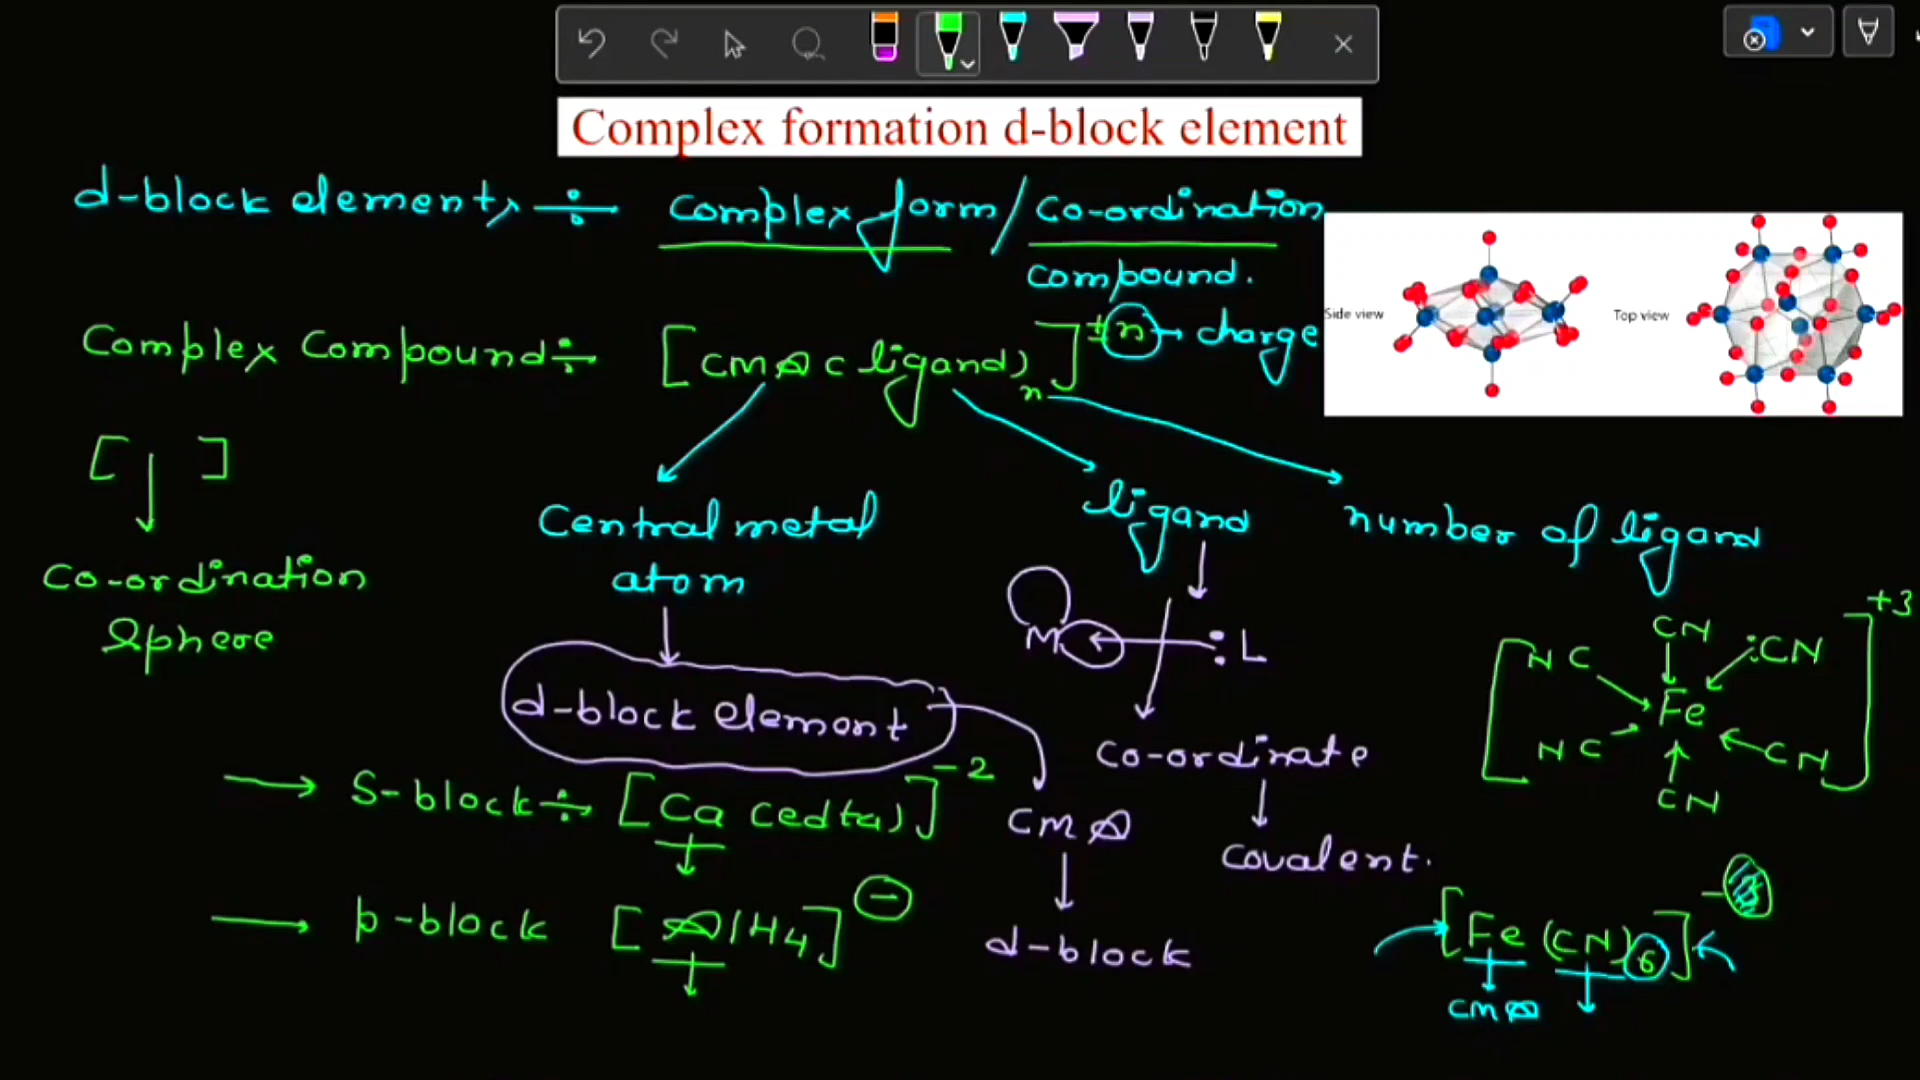 Complex formation d-block element
d-block elements ÷ Complex form / Co-ordination
compound.
Side view
Top view
Complex Compound ÷ [CMA (ligand)n]±n → charge
[ ]
Co-ordination
Sphere
Central metal
atom
ligand
number of ligand
M ← : L
d-block element
Co-ordinate
Covalent.
[NC CN :CN
Fe
NC CN CN]+3
→ S-block ÷ [Ca (edta)]-2
CMA
d-block
→ p-block [AlH4]-
[Fe (CN)6]-
CMA